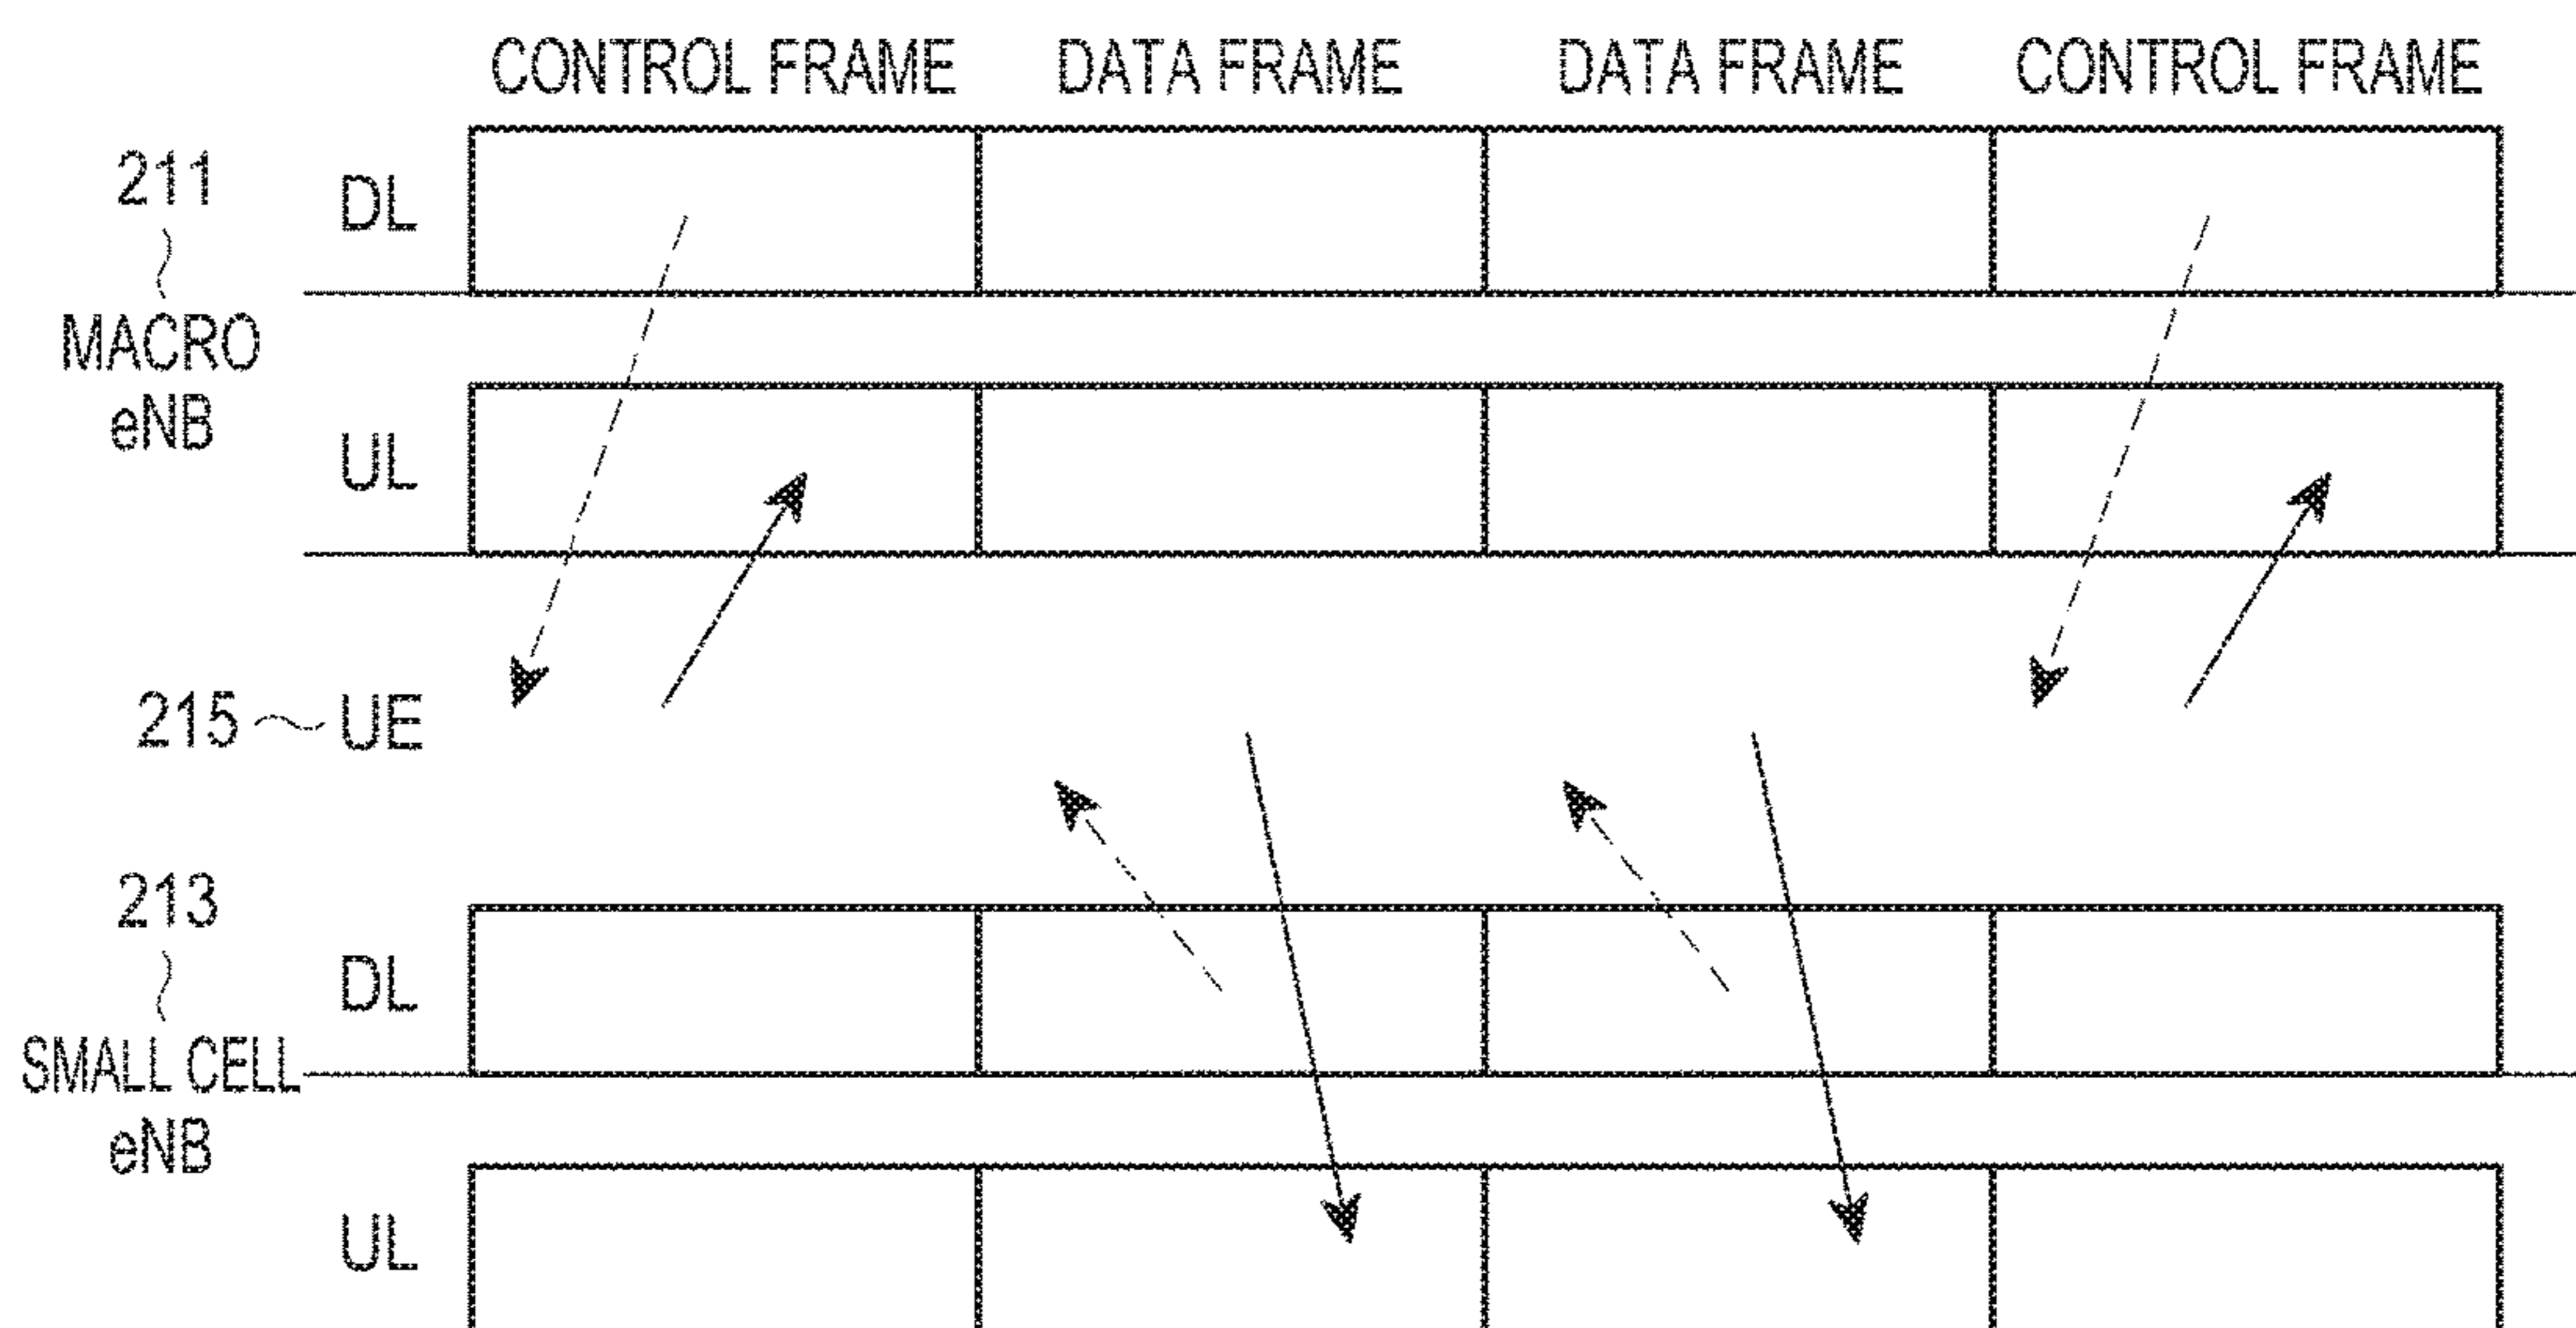 CONTROL FRAME DATA FRAME DATA FRAME CONTROL FRAME
211
DL
MACRO
eNB
UL
215 UE
213
DL
SMALL CELL
eNB
UL